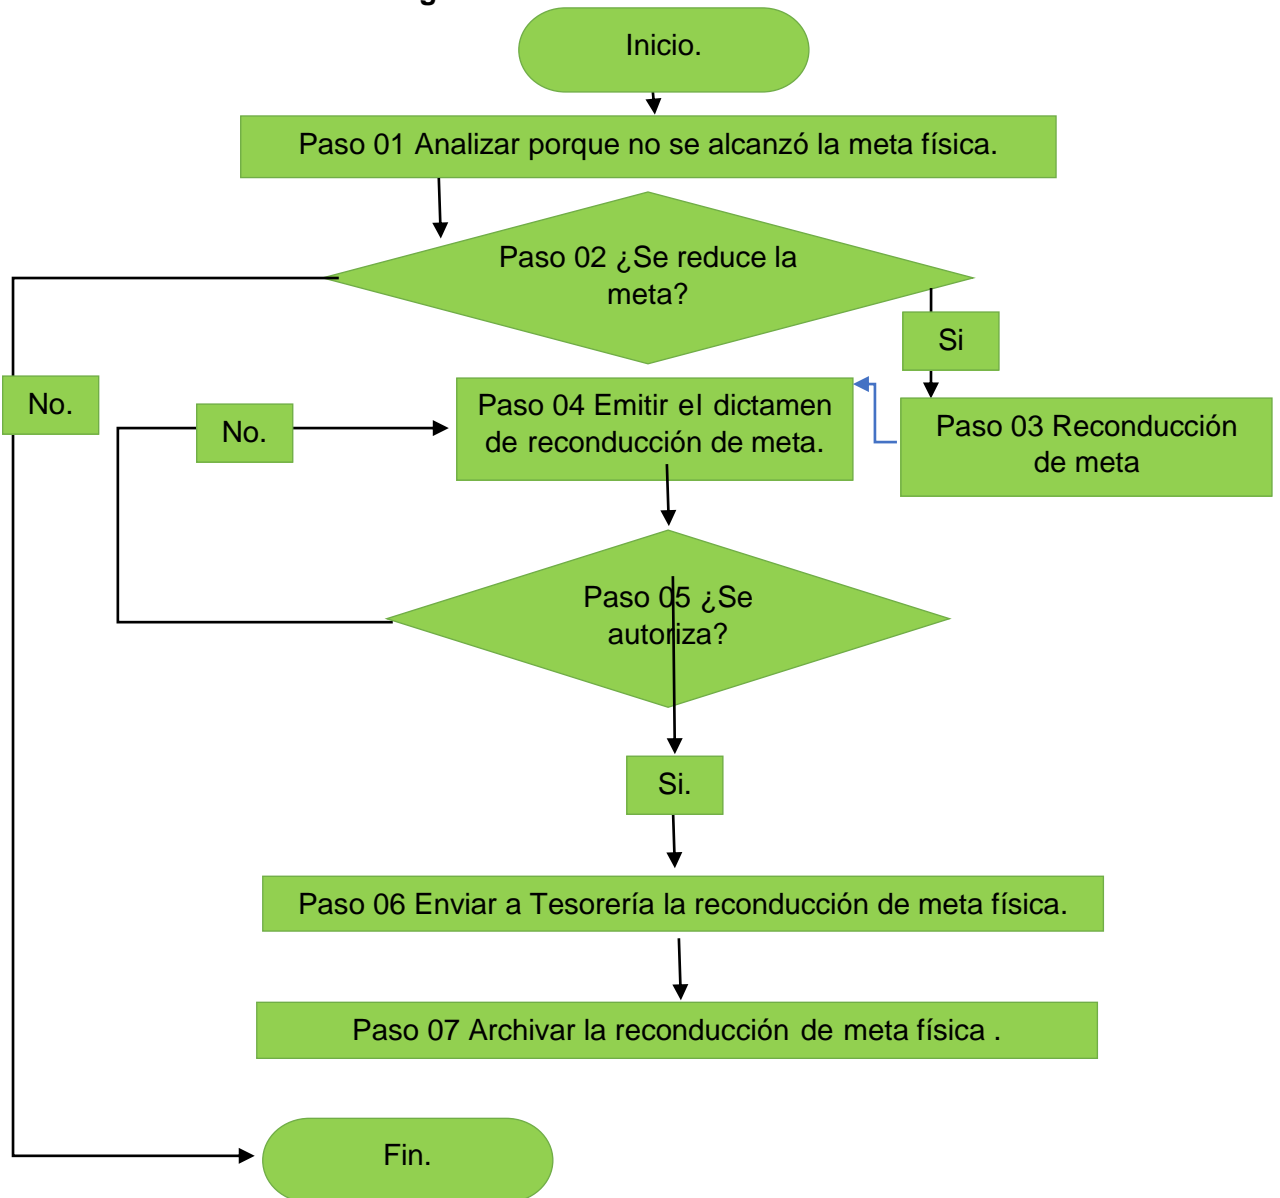 Inicio.
Paso 01 Analizar porque no se alcanzó la meta física.
Paso 02 ¿Se reduce la
meta?
Si
No.
No.
Paso 04 Emitir el dictamen
de reconducción de meta.
Paso 03 Reconducción
de meta
Paso 05 ¿Se
autoriza?
Si.
Paso 06 Enviar a Tesorería la reconducción de meta física.
Paso 07 Archivar la reconducción de meta física .
Fin.